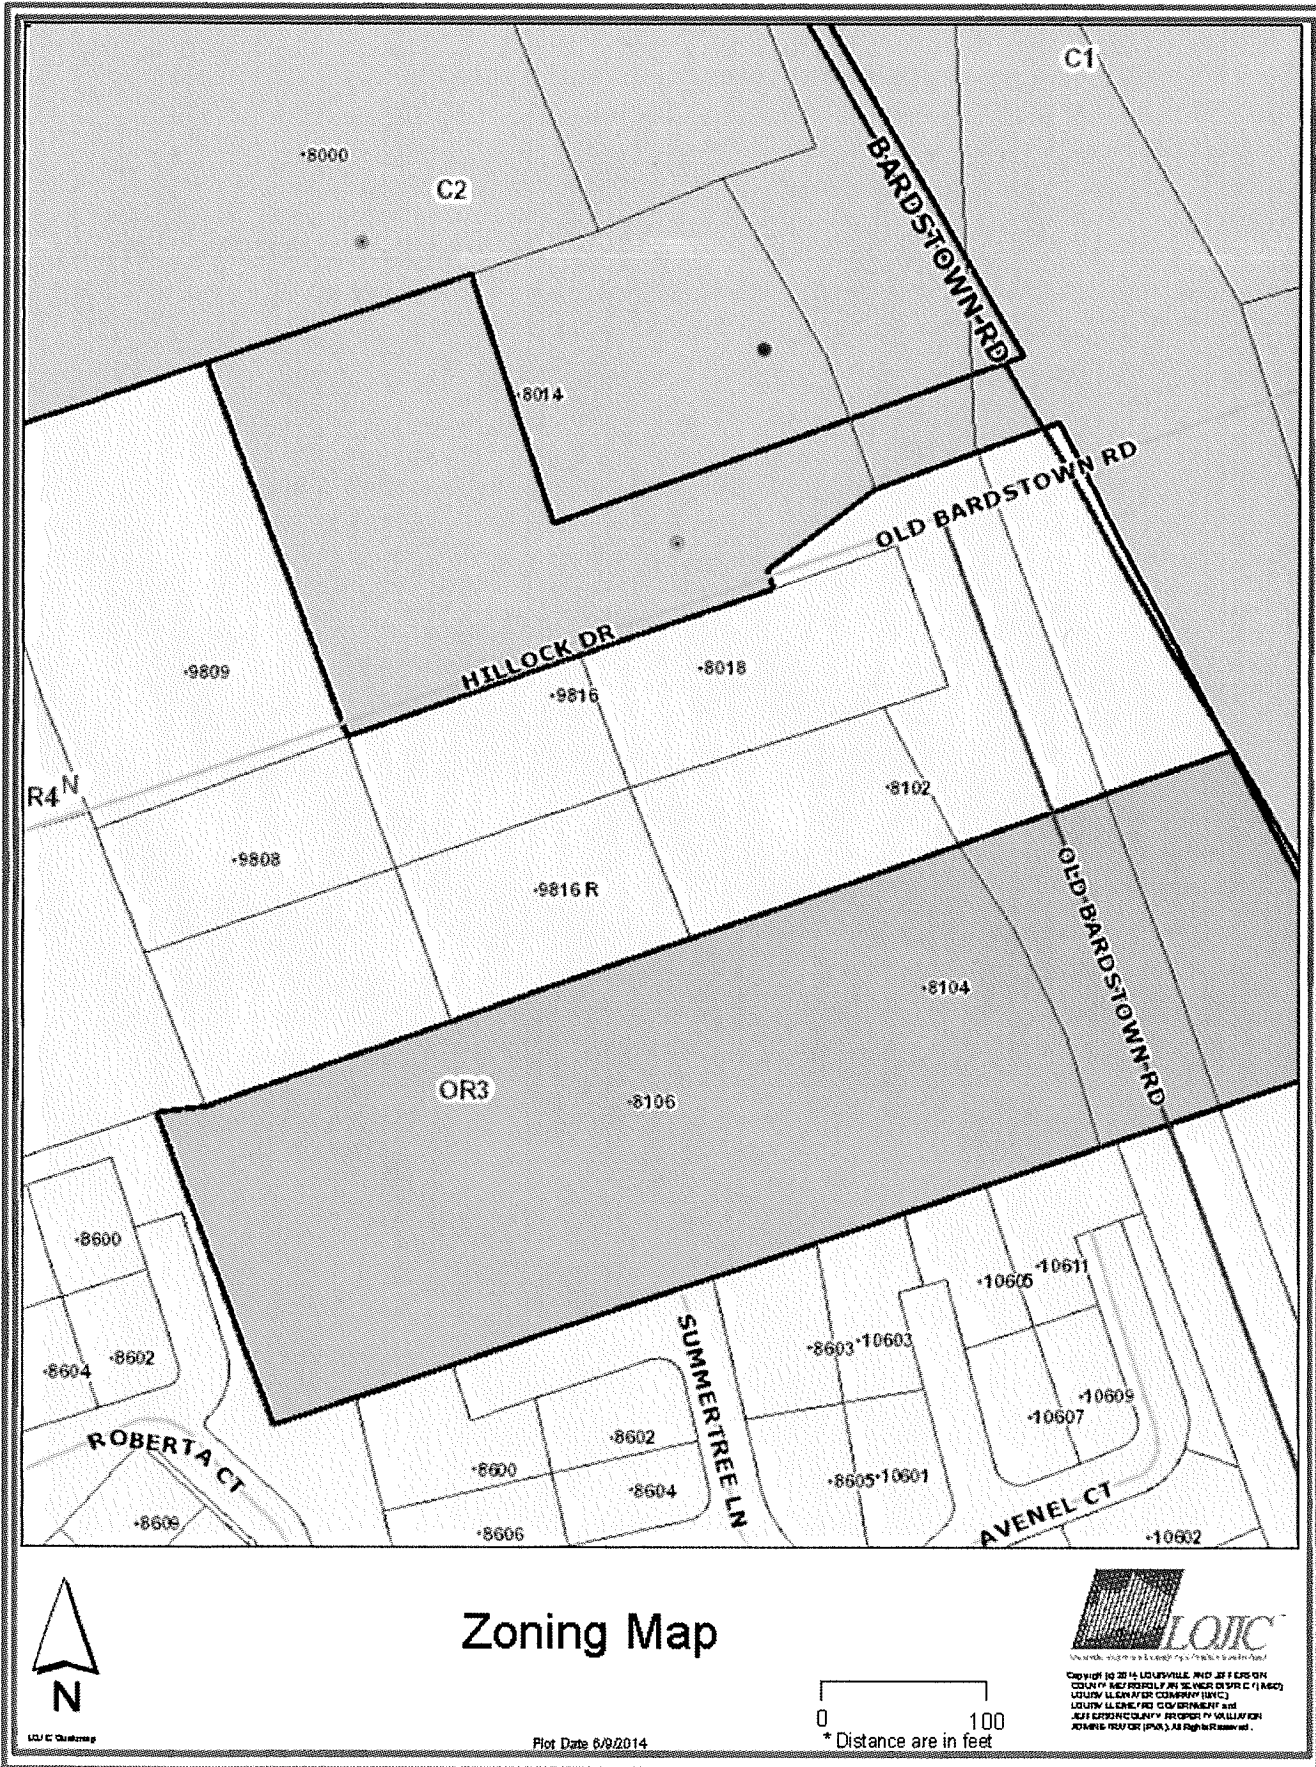 C1
•8000
C2
BARDSTOWN-RD
•8014
OLD BARDSTOWN RD
HILLOCK DR
•9809
•8018
•9816
R4 N
•8102
•9808
•9816 R
OLD-BARDSTOWN-RD
•8104
OR3
•8106
•8600
•10611
•10605
SUMMERTREE LN
•8603
•10603
•8602
•8604
•10609
•10607
ROBERTA CT
•8602
•8600
•8605
•10601
•8604
AVENEL CT
•8609
•8606
•10602
Zoning Map
LOJIC
N
0 100
* Distance are in feet
Plot Date 6/9/2014